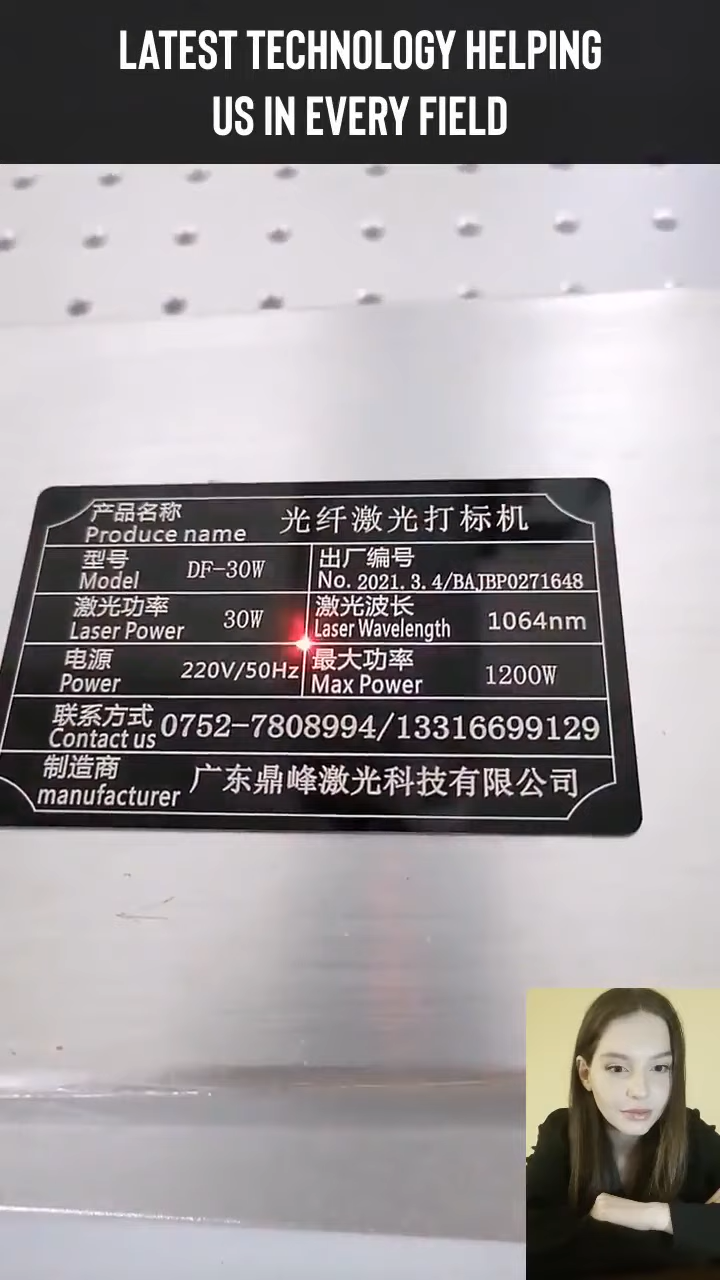 LATEST TECHNOLOGY HELPING
US IN EVERY FIELD
产品名称
Produce name
光纤激光打标机
型号
Model
DF-30W
出厂编号
No. 2021.3.4/BAJBP0271648
激光功率
Laser Power
30W
激光波长
Laser Wavelength
1064nm
电源
Power
220V/50Hz
最大功率
Max Power
1200W
联系方式
Contact us
0752-7808994/13316699129
制造商
manufacturer
广东鼎峰激光科技有限公司